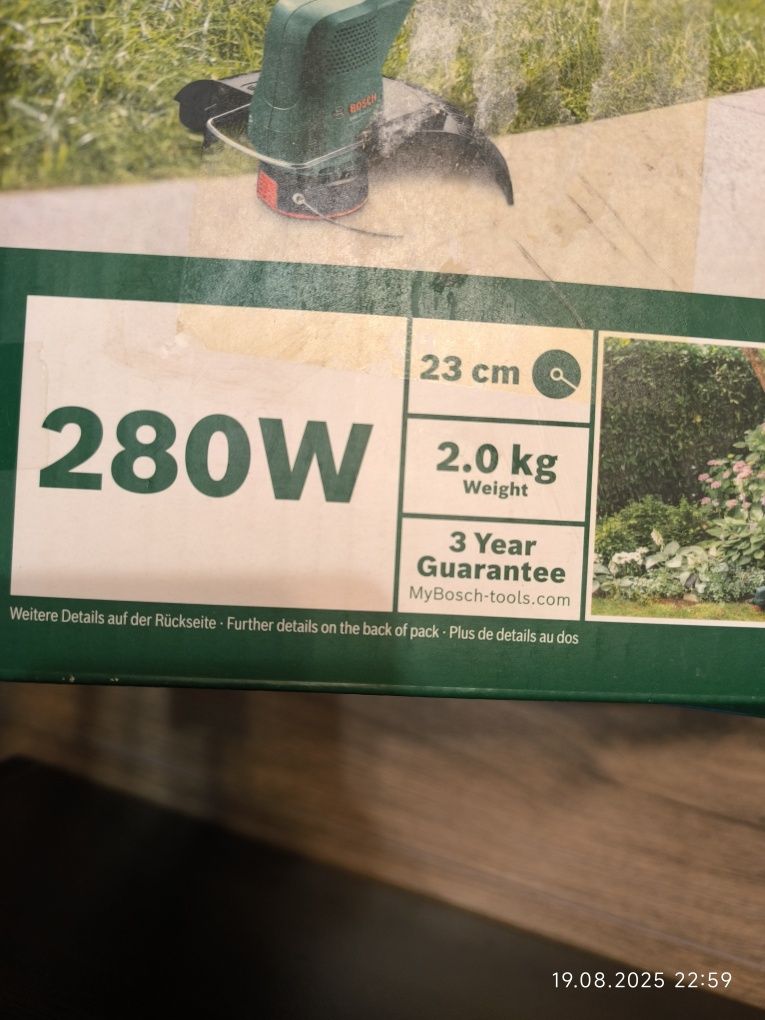 BOSCH
280W
23 cm
2.0 kg
Weight
3 Year
Guarantee
MyBosch-tools.com
Weitere Details auf der Rückseite · Further details on the back of pack · Plus de details au dos
19.08.2025 22:59